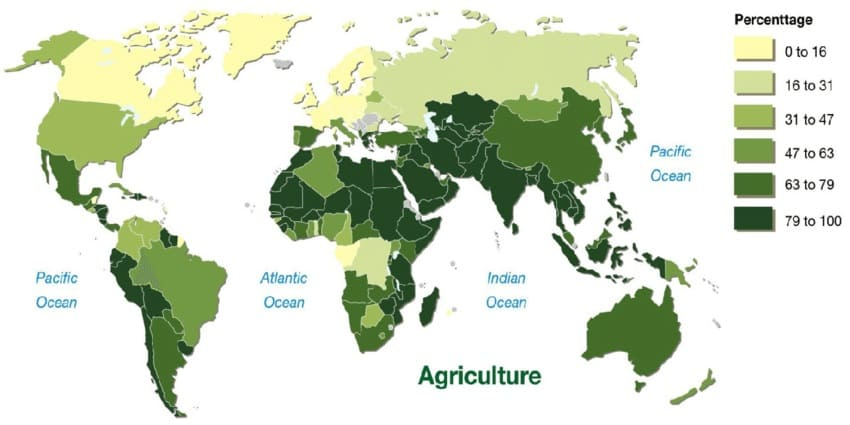 Percenttage
0 to 16
16 to 31
31 to 47
47 to 63
63 to 79
79 to 100
Pacific
Ocean
Pacific
Ocean
Atlantic
Ocean
Indian
Ocean
Agriculture